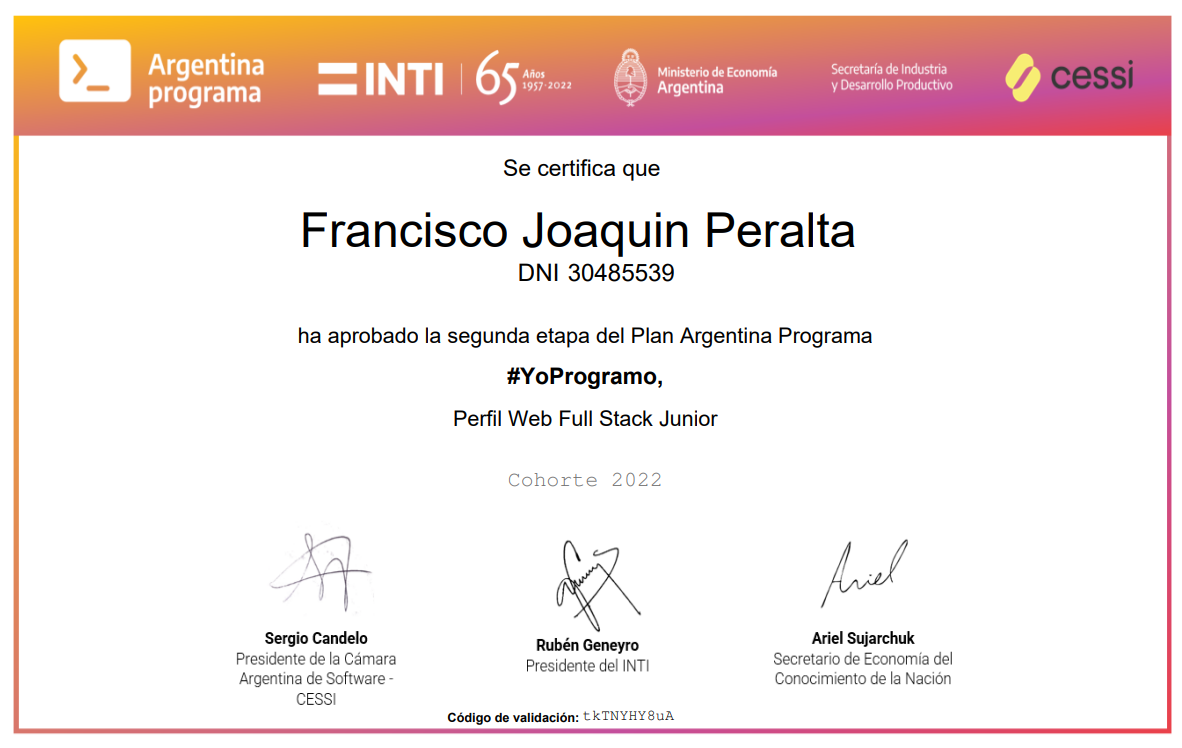 Argentina
programa
INTI
65 Años
1957-2022
Ministerio de Economía
Argentina
Secretaría de Industria
y Desarrollo Productivo
cessi
Se certifica que
Francisco Joaquin Peralta
DNI 30485539
ha aprobado la segunda etapa del Plan Argentina Programa
#YoProgramo,
Perfil Web Full Stack Junior
Cohorte 2022
Ariel
Sergio Candelo
Presidente de la Cámara
Argentina de Software -
CESSI
Rubén Geneyro
Presidente del INTI
Ariel Sujarchuk
Secretario de Economía del
Conocimiento de la Nación
Código de validación: tkTNYHY8uA